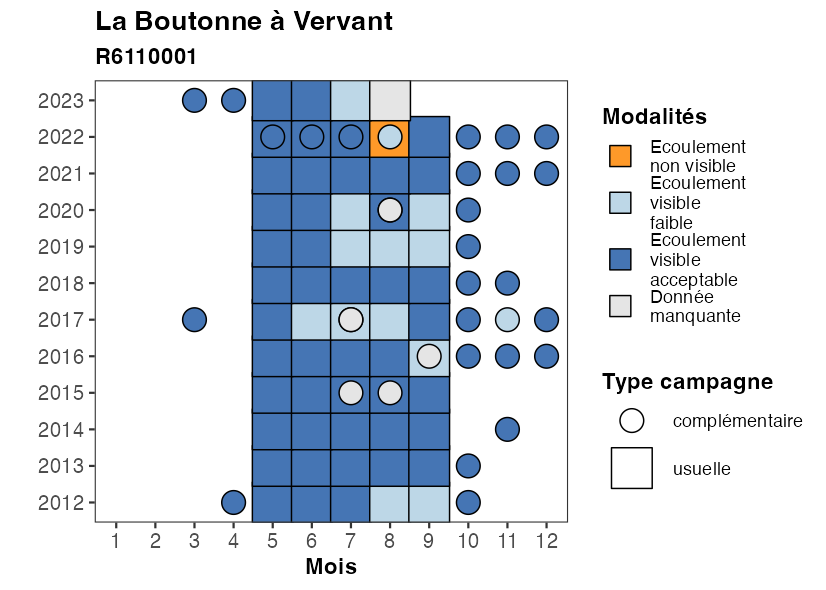 La Boutonne à Vervant
R6110001
2023
2022
2021
2020
2019
2018
2017
2016
2015
2014
2013
2012
1 2 3 4 5 6 7 8 9 10 11 12
Mois
Modalités
Ecoulement
non visible
Ecoulement
visible
faible
Ecoulement
visible
acceptable
Donnée
manquante
Type campagne
complémentaire
usuelle